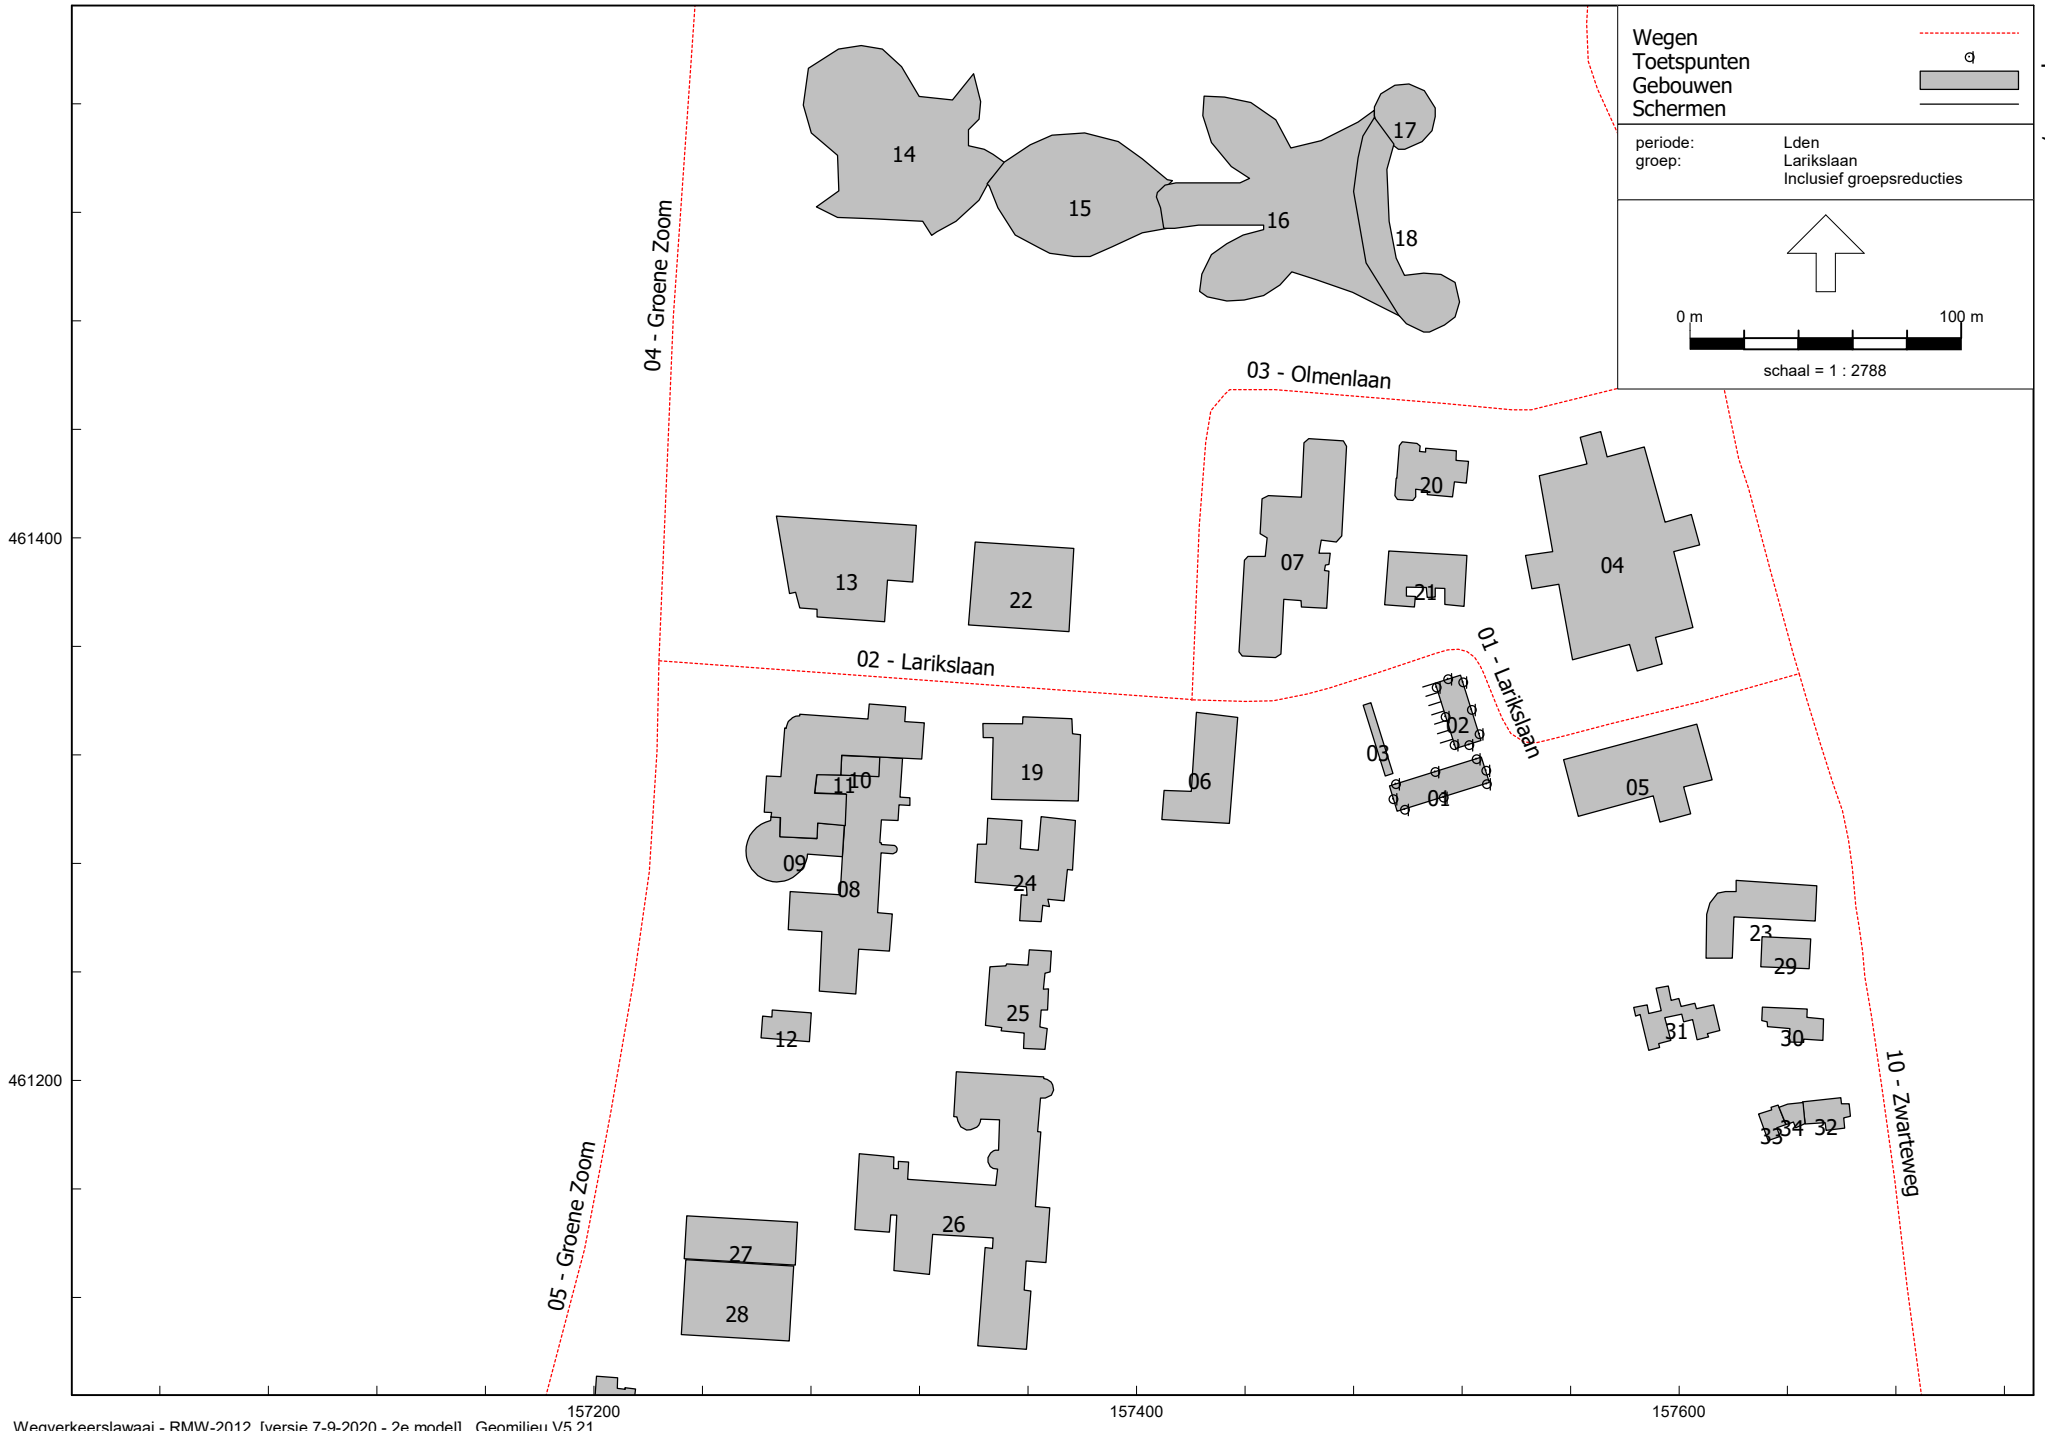 Wegen
Toetspunten
Gebouwen
Schermen
periode: Lden
groep: Larikslaan
Inclusief groepsreducties
0 m 100 m
schaal = 1 : 2788
17
14
15
16
18
04 - Groene Zoom
03 - Olmenlaan
20
461400
07
04
13
22
21
02 - Larikslaan
01 - Larikslaan
02
03
19
10
11
06
05
01
09
24
08
23
29
25
12
31
30
461200
10 - Zwarteweg
33
34
32
05 - Groene Zoom
26
27
28
157200
157400
157600
Wegverkeerslawaai - RMW-2012, [versie 7-9-2020 - 2e model] , Geomilieu V5.21